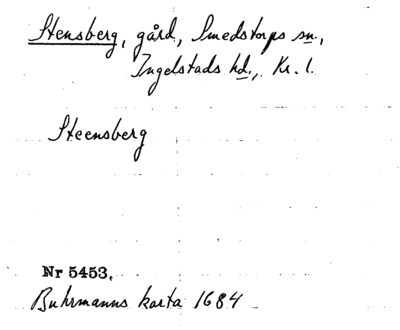 Stensberg, gård, Smedstorps sn.,
Ingelstads hd., Kr. l.
Steensberg
Nr 5453.
Buhrmanns karta 1684